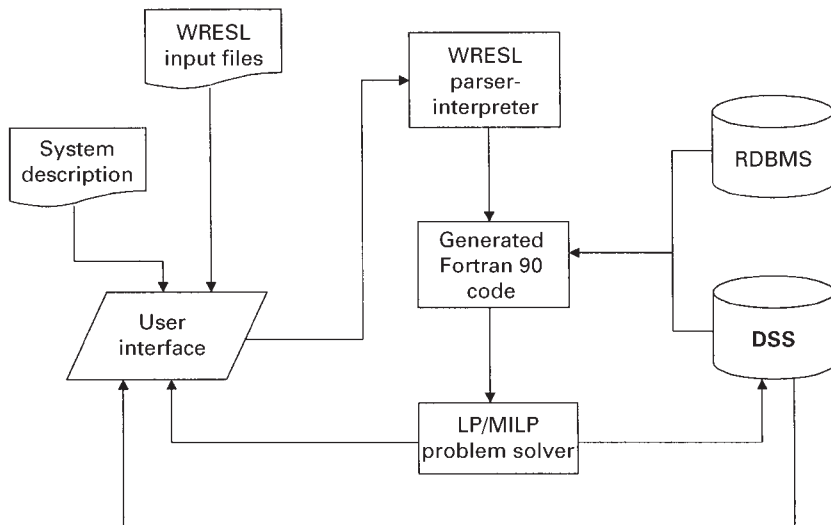 WRESL
input files
WRESL
parser-
interpreter
System
description
RDBMS
Generated
Fortran 90
code
User
interface
DSS
LP/MILP
problem solver